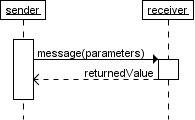 sender
receiver
message(parameters)
returnedValue